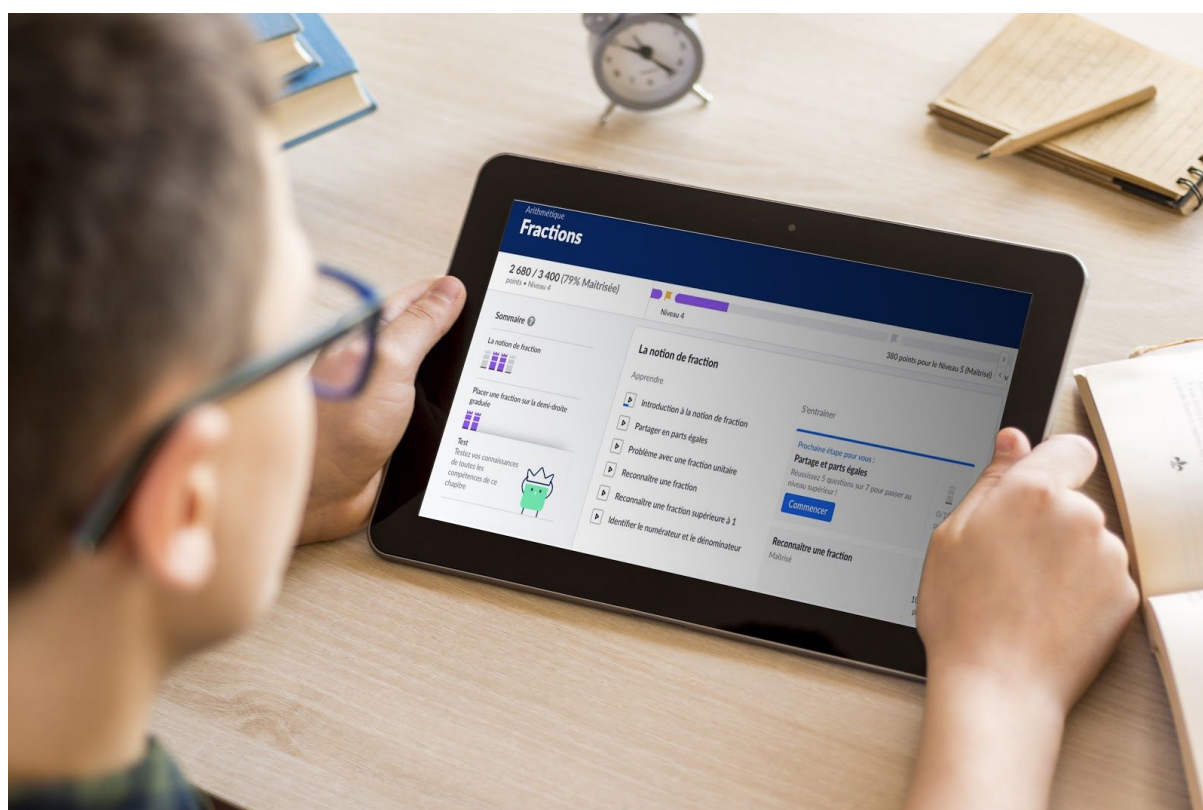 Arithmétique
Fractions
2 680 / 3 400 (79% Maitrisée)
points • Niveau 4
Niveau 4
380 points pour le Niveau 5 (Maitrisé)
Sommaire
La notion de fraction
Placer une fraction sur la demi-droite
graduée
Test
Testez vos connaissances
de toutes les
compétences de ce
chapitre
La notion de fraction
Apprendre
Introduction à la notion de fraction
Partager en parts égales
Problème avec une fraction unitaire
Reconnaître une fraction
Reconnaître une fraction supérieure à 1
Identifier le numérateur et le dénominateur
S'entraîner
Prochaine étape pour vous :
Partage et parts égales
Réussissez 5 questions sur 7 pour passer au
niveau supérieur !
Commencer
Reconnaître une fraction
Maîtrisé